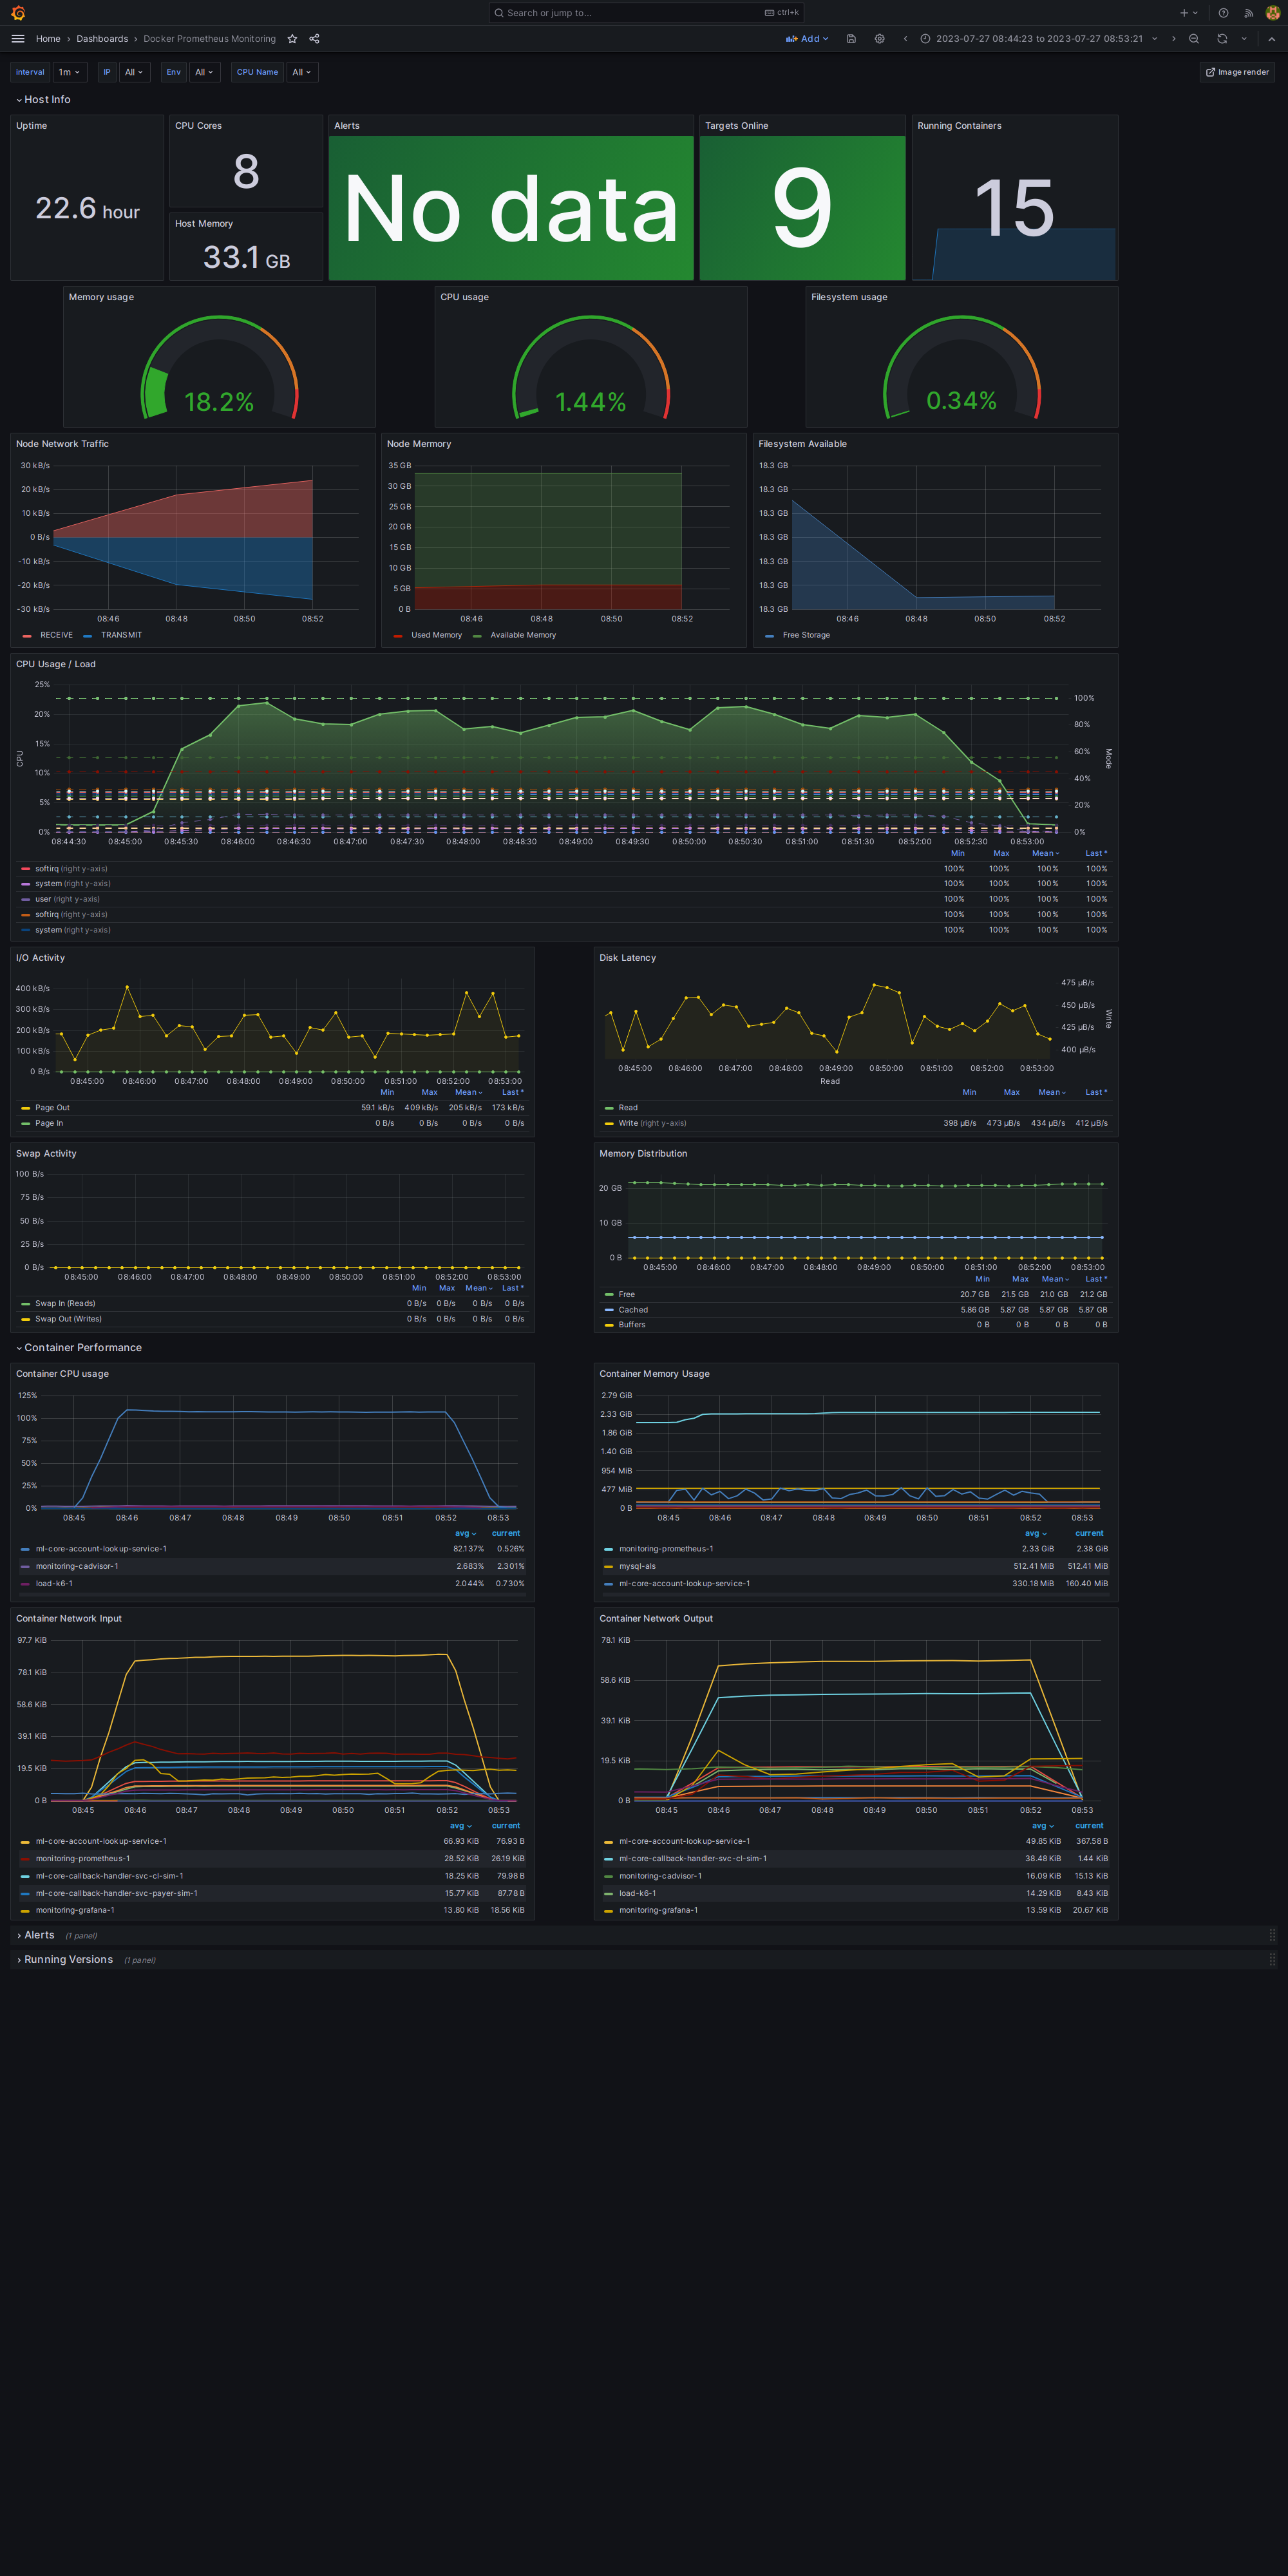 Search or jump to... ctrl+k
Home › Dashboards › Docker Prometheus Monitoring Add 2023-07-27 08:44:23 to 2023-07-27 08:53:21
interval 1m IP All Env All CPU Name All Image render
Host Info
Uptime
22.6 hour
CPU Cores
8
Host Memory
33.1 GB
Alerts
No data
Targets Online
9
Running Containers
15
Memory usage
18.2%
CPU usage
1.44%
Filesystem usage
0.34%
Node Network Traffic
30 kB/s
20 kB/s
10 kB/s
0 B/s
-10 kB/s
-20 kB/s
-30 kB/s
08:46 08:48 08:50 08:52
RECEIVE TRANSMIT
Node Mermory
35 GB
30 GB
25 GB
20 GB
15 GB
10 GB
5 GB
0 B
08:46 08:48 08:50 08:52
Used Memory Available Memory
Filesystem Available
18.3 GB
18.3 GB
18.3 GB
18.3 GB
18.3 GB
18.3 GB
18.3 GB
08:46 08:48 08:50 08:52
Free Storage
CPU Usage / Load
CPU
25%
20%
15%
10%
5%
0%
100%
80%
60%
40%
20%
0%
Mode
08:44:30 08:45:00 08:45:30 08:46:00 08:46:30 08:47:00 08:47:30 08:48:00 08:48:30 08:49:00 08:49:30 08:50:00 08:50:30 08:51:00 08:51:30 08:52:00 08:52:30 08:53:00
Min Max Mean Last *
softirq (right y-axis) 100% 100% 100% 100%
system (right y-axis) 100% 100% 100% 100%
user (right y-axis) 100% 100% 100% 100%
softirq (right y-axis) 100% 100% 100% 100%
system (right y-axis) 100% 100% 100% 100%
I/O Activity
400 kB/s
300 kB/s
200 kB/s
100 kB/s
0 B/s
08:45:00 08:46:00 08:47:00 08:48:00 08:49:00 08:50:00 08:51:00 08:52:00 08:53:00
Min Max Mean Last *
Page Out 59.1 kB/s 409 kB/s 205 kB/s 173 kB/s
Page In 0 B/s 0 B/s 0 B/s 0 B/s
Disk Latency
475 µB/s
450 µB/s
425 µB/s
400 µB/s
Write
08:45:00 08:46:00 08:47:00 08:48:00 08:49:00 08:50:00 08:51:00 08:52:00 08:53:00
Read
Min Max Mean Last *
Read
Write (right y-axis) 398 µB/s 473 µB/s 434 µB/s 412 µB/s
Swap Activity
100 B/s
75 B/s
50 B/s
25 B/s
0 B/s
08:45:00 08:46:00 08:47:00 08:48:00 08:49:00 08:50:00 08:51:00 08:52:00 08:53:00
Min Max Mean Last *
Swap In (Reads) 0 B/s 0 B/s 0 B/s 0 B/s
Swap Out (Writes) 0 B/s 0 B/s 0 B/s 0 B/s
Memory Distribution
20 GB
10 GB
0 B
08:45:00 08:46:00 08:47:00 08:48:00 08:49:00 08:50:00 08:51:00 08:52:00 08:53:00
Min Max Mean Last *
Free 20.7 GB 21.5 GB 21.0 GB 21.2 GB
Cached 5.86 GB 5.87 GB 5.87 GB 5.87 GB
Buffers 0 B 0 B 0 B 0 B
Container Performance
Container CPU usage
125%
100%
75%
50%
25%
0%
08:45 08:46 08:47 08:48 08:49 08:50 08:51 08:52 08:53
avg current
ml-core-account-lookup-service-1 82.137% 0.526%
monitoring-cadvisor-1 2.683% 2.301%
load-k6-1 2.044% 0.730%
Container Memory Usage
2.79 GiB
2.33 GiB
1.86 GiB
1.40 GiB
954 MiB
477 MiB
0 B
08:45 08:46 08:47 08:48 08:49 08:50 08:51 08:52 08:53
avg current
monitoring-prometheus-1 2.33 GiB 2.38 GiB
mysql-als 512.41 MiB 512.41 MiB
ml-core-account-lookup-service-1 330.18 MiB 160.40 MiB
Container Network Input
97.7 KiB
78.1 KiB
58.6 KiB
39.1 KiB
19.5 KiB
0 B
08:45 08:46 08:47 08:48 08:49 08:50 08:51 08:52 08:53
avg current
ml-core-account-lookup-service-1 66.93 KiB 76.93 B
monitoring-prometheus-1 28.52 KiB 26.19 KiB
ml-core-callback-handler-svc-cl-sim-1 18.25 KiB 79.98 B
ml-core-callback-handler-svc-payer-sim-1 15.77 KiB 87.78 B
monitoring-grafana-1 13.80 KiB 18.56 KiB
Container Network Output
78.1 KiB
58.6 KiB
39.1 KiB
19.5 KiB
0 B
08:45 08:46 08:47 08:48 08:49 08:50 08:51 08:52 08:53
avg current
ml-core-account-lookup-service-1 49.85 KiB 367.58 B
ml-core-callback-handler-svc-cl-sim-1 38.48 KiB 1.44 KiB
monitoring-cadvisor-1 16.09 KiB 15.13 KiB
load-k6-1 14.29 KiB 8.43 KiB
monitoring-grafana-1 13.59 KiB 20.67 KiB
Alerts (1 panel)
Running Versions (1 panel)